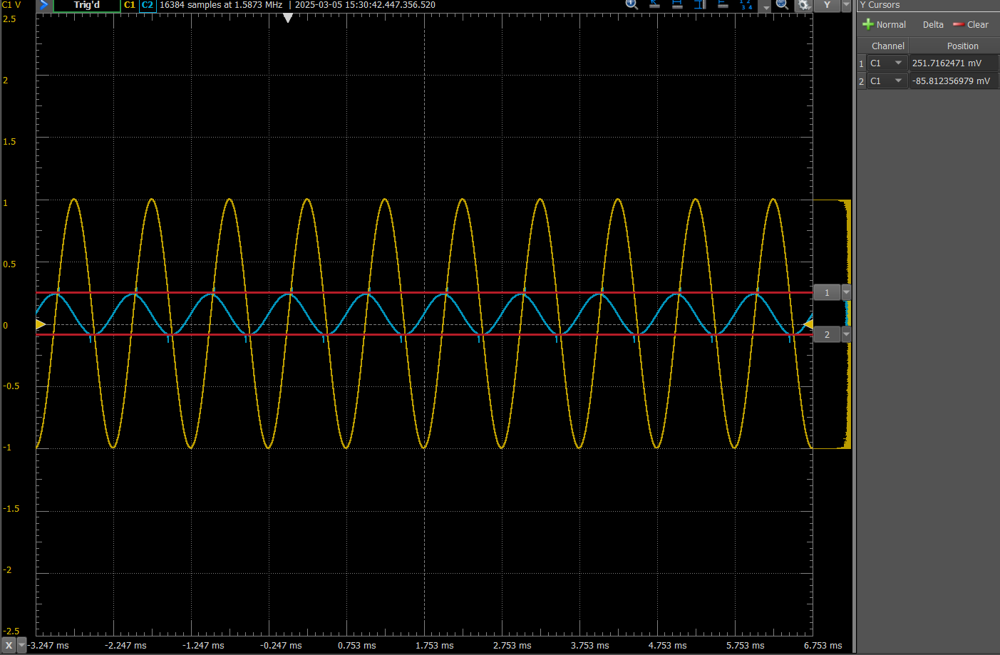 C1 V Trig'd C1 C2 16384 samples at 1.5873 MHz | 2025-03-05 15:30:42.447.356.520 Y
Y Cursors
Normal Delta Clear
Channel Position
1 C1 251.7162471 mV
2 C1 -85.812356979 mV
2.5
2
1.5
1
0.5
0
-0.5
-1
-1.5
-2
-2.5
1
2
X -3.247 ms -2.247 ms -1.247 ms -0.247 ms 0.753 ms 1.753 ms 2.753 ms 3.753 ms 4.753 ms 5.753 ms 6.753 ms